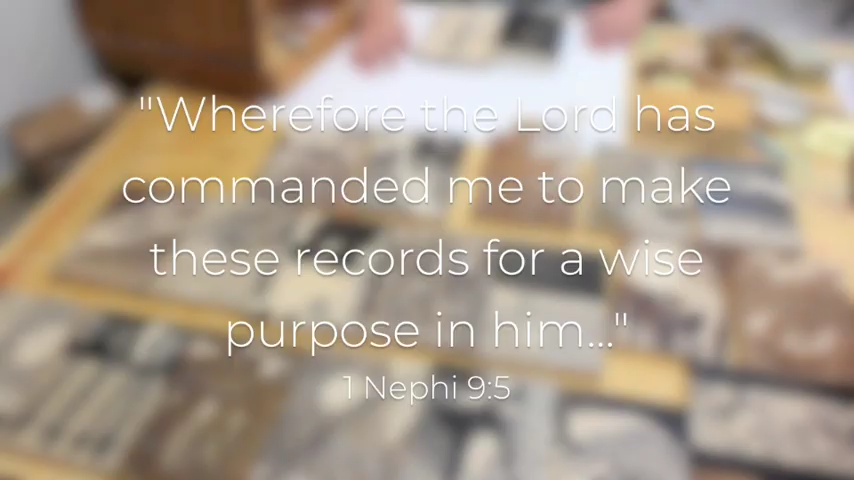 "Wherefore the Lord has
commanded me to make
these records for a wise
purpose in him..."
1 Nephi 9:5